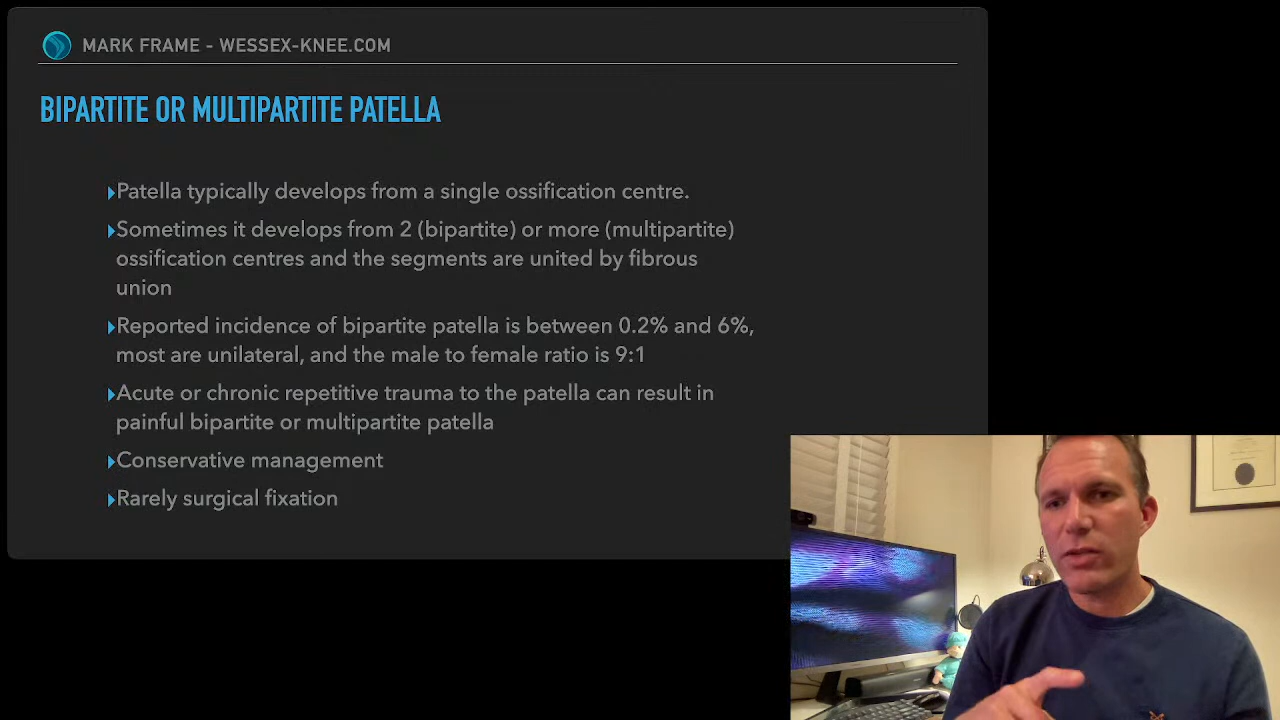 MARK FRAME - WESSEX-KNEE.COM
BIPARTITE OR MULTIPARTITE PATELLA
Patella typically develops from a single ossification centre.
Sometimes it develops from 2 (bipartite) or more (multipartite)
ossification centres and the segments are united by fibrous
union
Reported incidence of bipartite patella is between 0.2% and 6%,
most are unilateral, and the male to female ratio is 9:1
Acute or chronic repetitive trauma to the patella can result in
painful bipartite or multipartite patella
Conservative management
Rarely surgical fixation